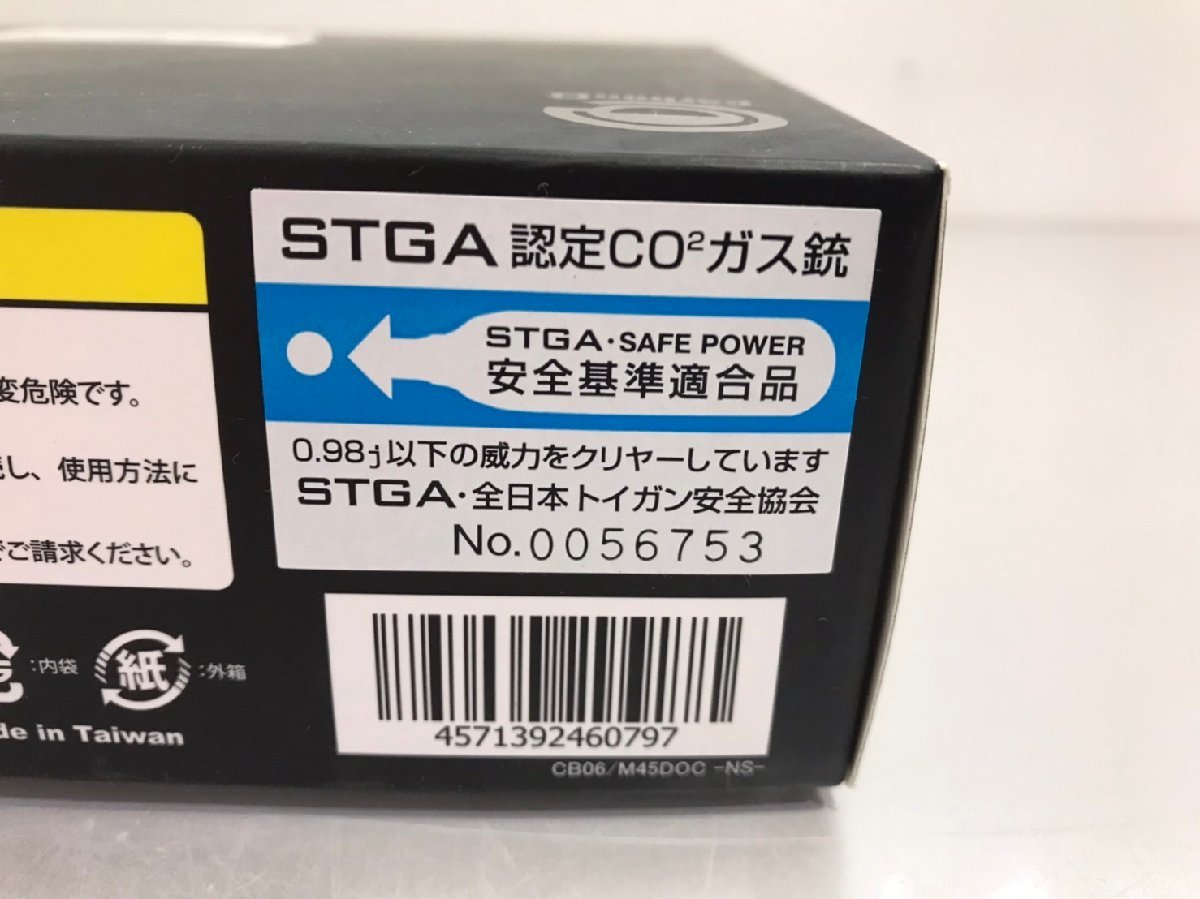 STGA 認定CO²ガス銃
STGA・SAFE POWER
安全基準適合品
0.98j以下の威力をクリヤーしています
STGA・全日本トイガン安全協会
No.0056753
変危険です。
し、使用方法に
ご請求ください。
:内袋
紙
:外箱
in Taiwan
4571392460797
CB06/M45DOC -NS-